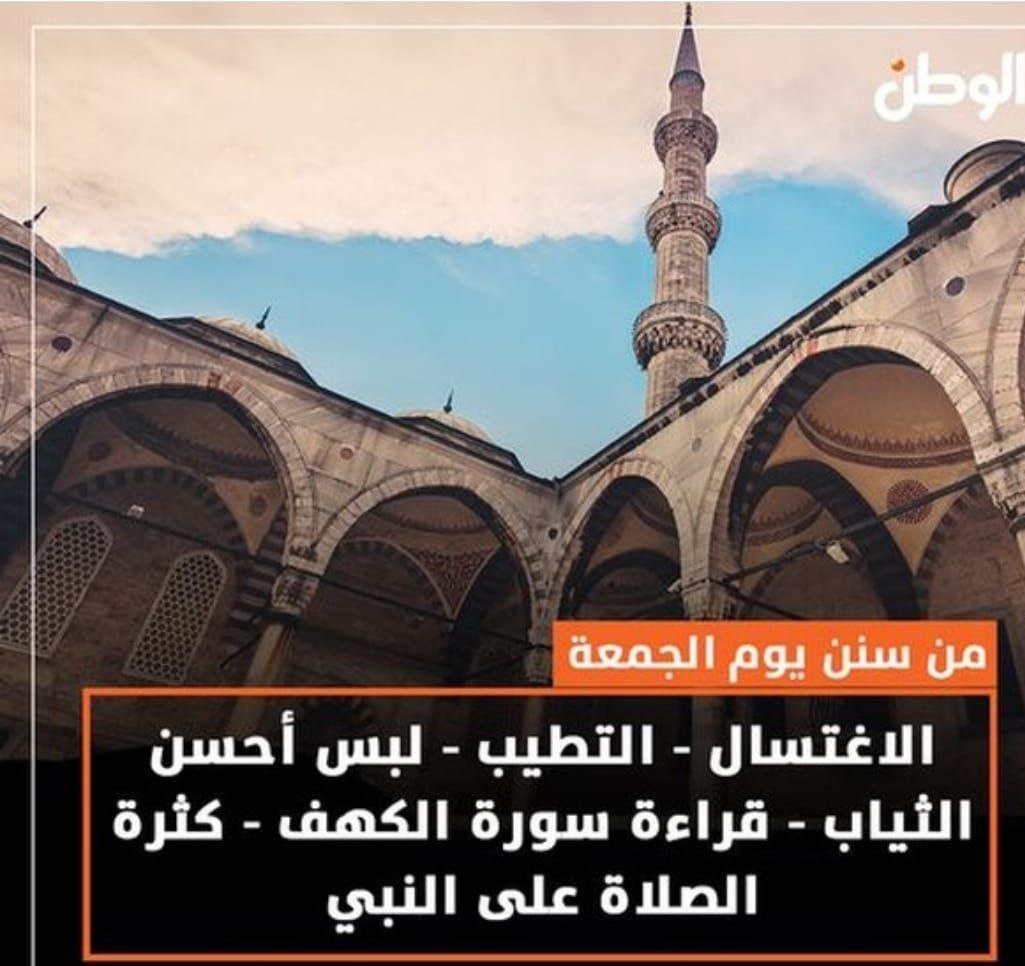 الوطن
من سنن يوم الجمعة
الاغتسال - التطيب - لبس أحسن
الثياب - قراءة سورة الكهف - كثرة
الصلاة على النبي